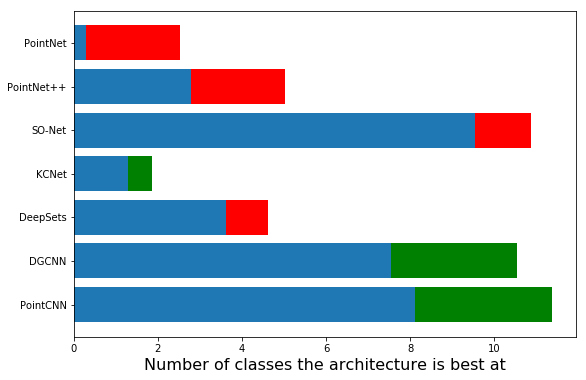 PointNet
PointNet++
SO-Net
KCNet
DeepSets
DGCNN
PointCNN
0 2 4 6 8 10
Number of classes the architecture is best at